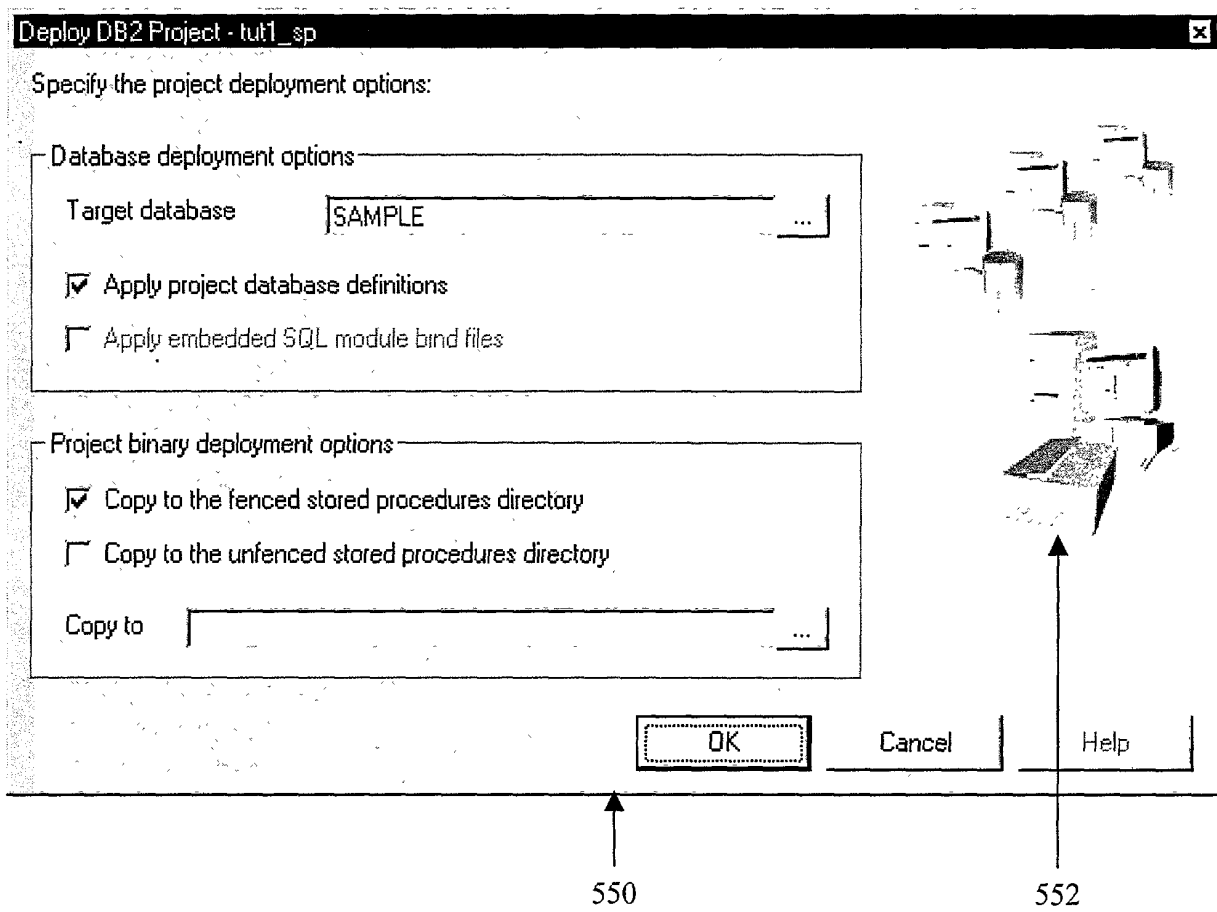 Deploy DB2 Project - tut1_sp
Specify the project deployment options:
Database deployment options
Target database
SAMPLE
...
Apply project database definitions
Apply embedded SQL module bind files
Project binary deployment options
Copy to the fenced stored procedures directory
Copy to the unfenced stored procedures directory
Copy to
...
OK
Cancel
Help
550
552